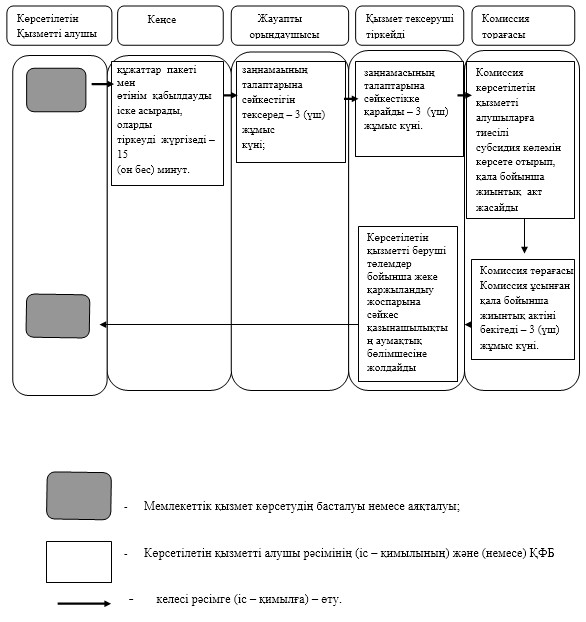 Көрсетілетін
Қызметті алушы
Кеңсе
Жауапты
орындаушысы
Қызмет тексеруші
тіркейді
Комиссия
торағасы
құжаттар пакеті
мен
өтінім қабылдауды
іске асырады,
оларды
тіркеуді жүргізеді –
15
(он бес) минут.
заңнамаының
талаптарына
сәйкестігін
тексеред – 3 (үш)
жұмыс
күні;
заңнамасының
талаптарына
сәйкестікке
қарайды – 3 (үш)
жұмыс күні.
Комиссия
көрсетілетін
қызметті
алушыларға
тиесілі
субсидия көлемін
көрсете отырып,
қала бойынша
жиынтық акт
жасайды
Көрсетілетін
қызметті беруші
төлемдер
бойынша жеке
қаржыландыу
жоспарына
сәйкес
қазынашылықты
ң аумақтық
бөлімшесіне
жолдайды
Комиссия төрағасы
Комиссия ұсынған
қала бойынша
жиынтық актіні
бекітеді – 3 (үш)
жұмыс күні.
- Мемлекеттік қызмет көрсетудің басталуы немесе аяқталуы;
- Көрсетілетін қызметті алушы рәсімінің (іс – қимылының) және (немесе) ҚФБ
- келесі рәсімге (іс – қимылға) – өту.